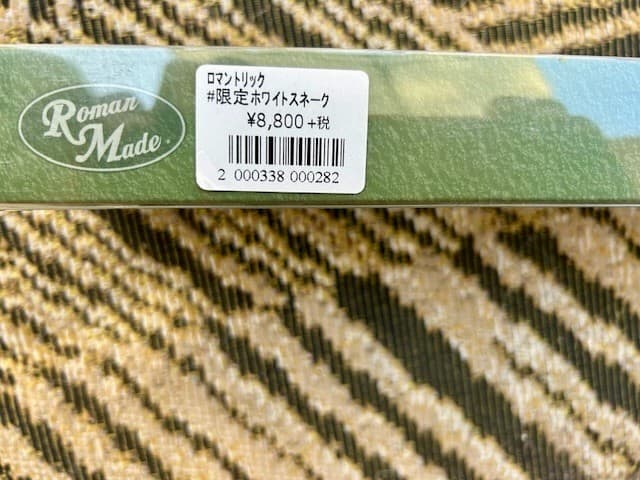 Roman
Made.
ロマントリック
#限定ホワイトスネーク
¥8,800+税
2 000338 000282